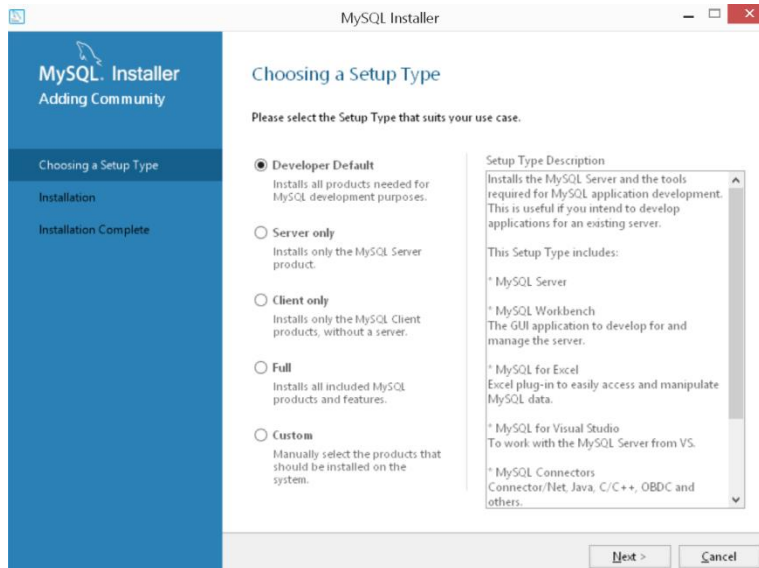 MySQL Installer
MySQL. Installer
Adding Community
Choosing a Setup Type
Installation
Installation Complete
Choosing a Setup Type
Please select the Setup Type that suits your use case.
Developer Default
Installs all products needed for
MySQL development purposes.
Server only
Installs only the MySQL Server
product.
Client only
Installs only the MySQL Client
products, without a server.
Full
Installs all included MySQL
products and features.
Custom
Manually select the products that
should be installed on the
system.
Setup Type Description
Installs the MySQL Server and the tools
required for MySQL application development.
This is useful if you intend to develop
applications for an existing server.
This Setup Type includes:
* MySQL Server
* MySQL Workbench
The GUI application to develop for and
manage the server.
* MySQL for Excel
Excel plug-in to easily access and manipulate
MySQL data.
* MySQL for Visual Studio
To work with the MySQL Server from VS.
* MySQL Connectors
Connector/Net, Java, C/C++, OBDC and
others.
Next >
Cancel